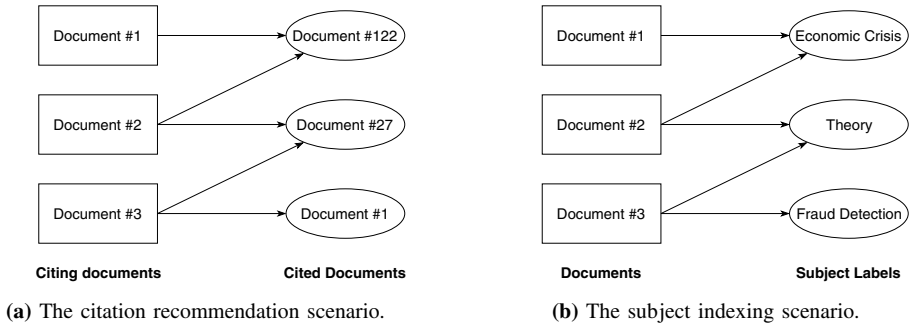 Document #1
Document #122
Document #2
Document #27
Document #3
Document #1
Citing documents
Cited Documents
(a) The citation recommendation scenario.
Document #1
Economic Crisis
Document #2
Theory
Document #3
Fraud Detection
Documents
Subject Labels
(b) The subject indexing scenario.